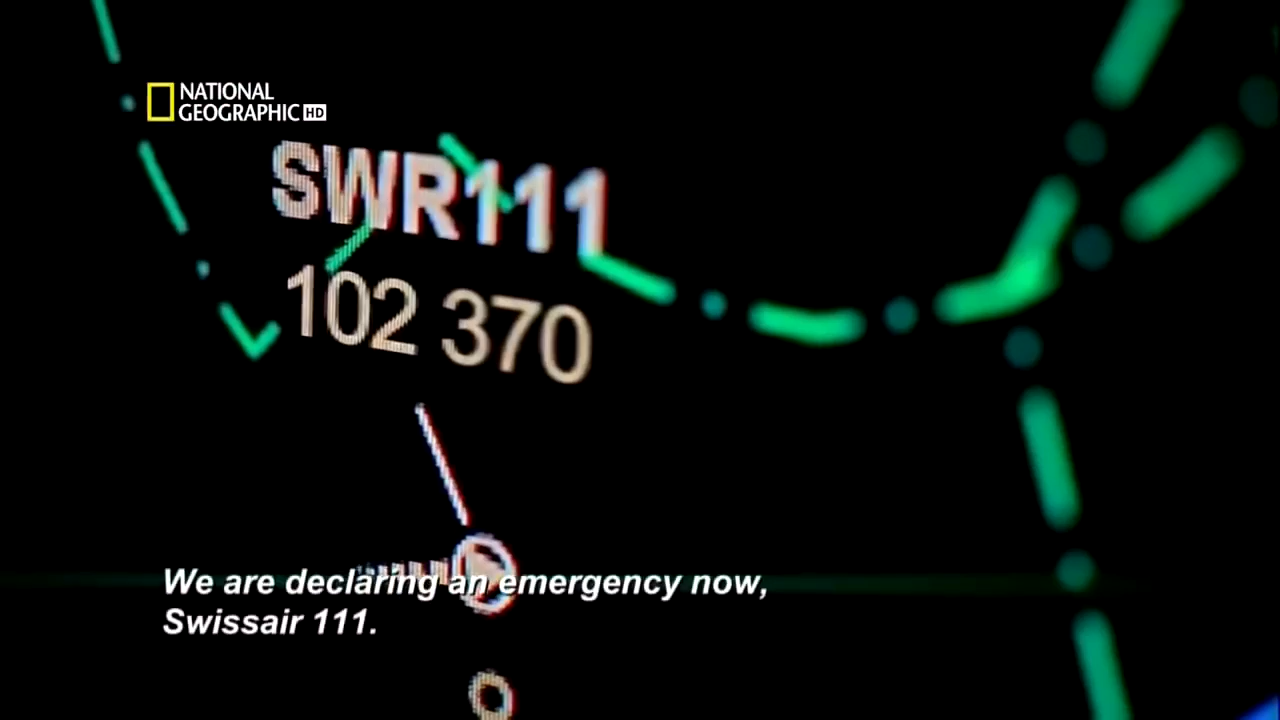 NATIONAL
GEOGRAPHIC HD
SWR111
102 370
We are declaring an emergency now,
Swissair 111.